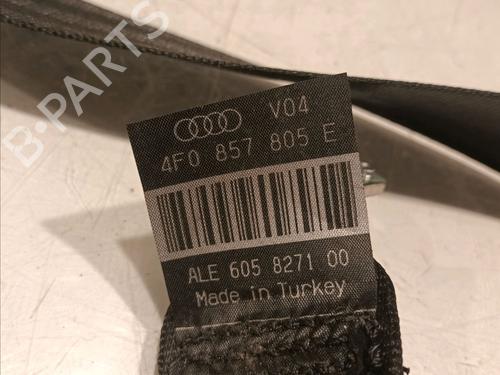 B-PARTS
V04
4F0 857 805 E
ALE 605 8271 00
Made in Turkey